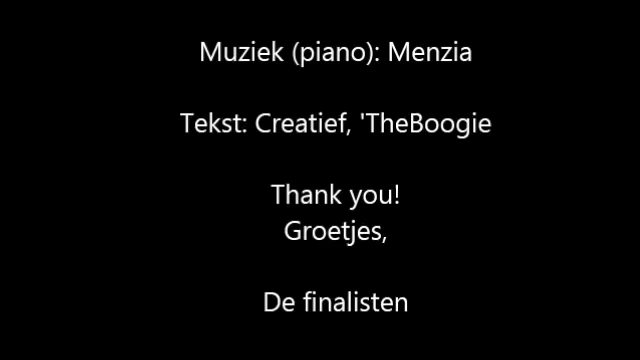 Muziek (piano): Menzia
Tekst: Creatief, 'TheBoogie
Thank you!
Groetjes,
De finalisten